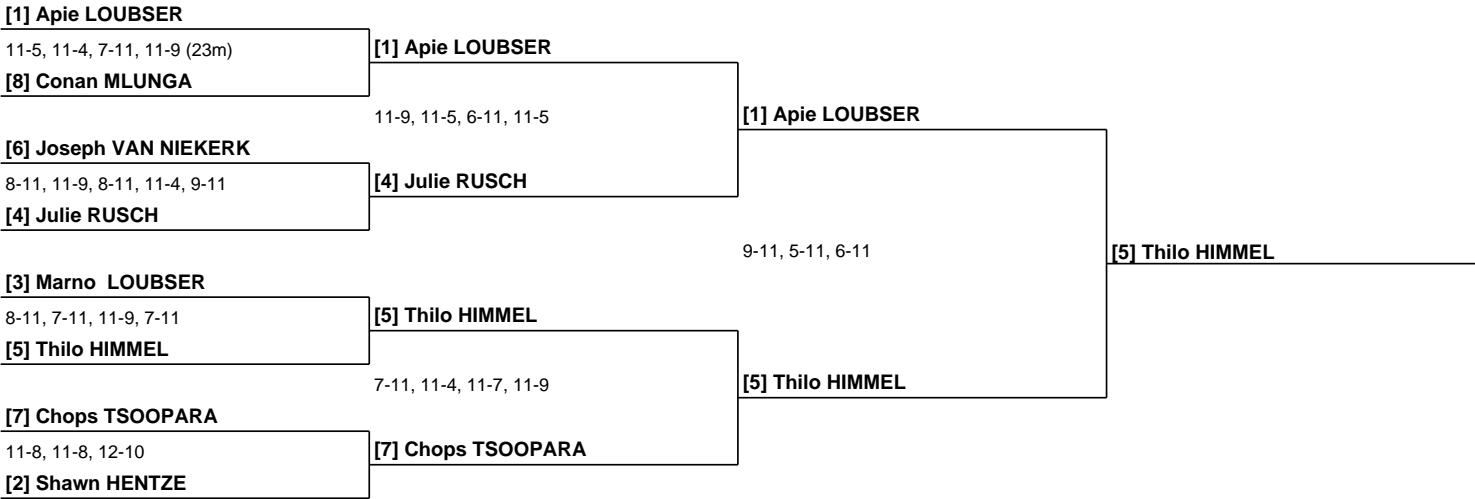 [1] Apie LOUBSER
11-5, 11-4, 7-11, 11-9 (23m)
[8] Conan MLUNGA
[6] Joseph VAN NIEKERK
8-11, 11-9, 8-11, 11-4, 9-11
[4] Julie RUSCH
[3] Marno  LOUBSER
8-11, 7-11, 11-9, 7-11
[5] Thilo HIMMEL
[7] Chops TSOOPARA
11-8, 11-8, 12-10
[2] Shawn HENTZE
[1] Apie LOUBSER
11-9, 11-5, 6-11, 11-5
[4] Julie RUSCH
[5] Thilo HIMMEL
7-11, 11-4, 11-7, 11-9
[7] Chops TSOOPARA
[1] Apie LOUBSER
9-11, 5-11, 6-11
[5] Thilo HIMMEL
[5] Thilo HIMMEL